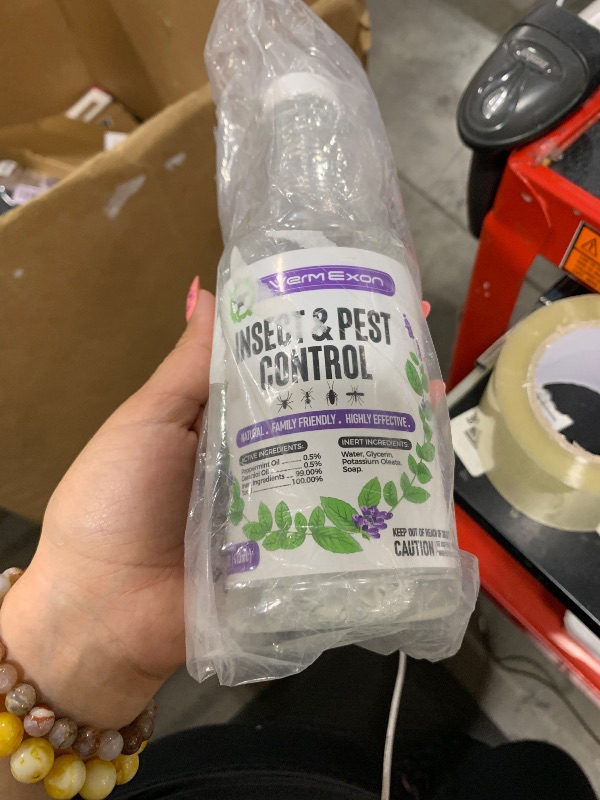 VermExon
INSECT & PEST
CONTROL
NATURAL . FAMILY FRIENDLY . HIGHLY EFFECTIVE .
ACTIVE INGREDIENTS:
Peppermint Oil 0.5%
Oil 0.5%
Ingredients 99.00%
100.00%
INERT INGREDIENTS
Water, Glycerin,
Potassium Oleate,
Soap.
KEEP OUT OF REACH OF
CAUTION